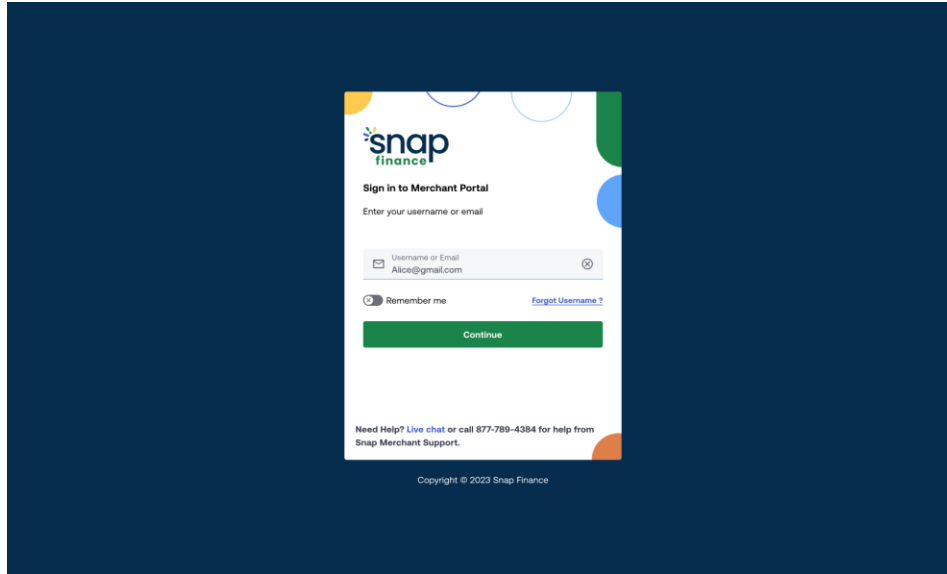 snap
finance
Sign in to Merchant Portal
Enter your username or email
Username or Email
Alice@gmail.com
Remember me
Forgot Username ?
Continue
Need Help? Live chat or call 877-789-4384 for help from
Snap Merchant Support.
Copyright © 2023 Snap Finance